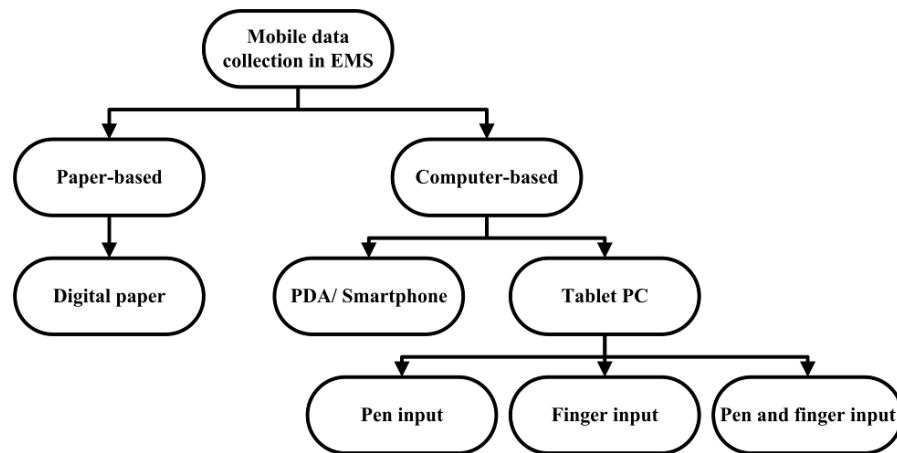 Mobile data
collection in EMS
Paper-based
Computer-based
Digital paper
PDA/ Smartphone
Tablet PC
Pen input
Finger input
Pen and finger input